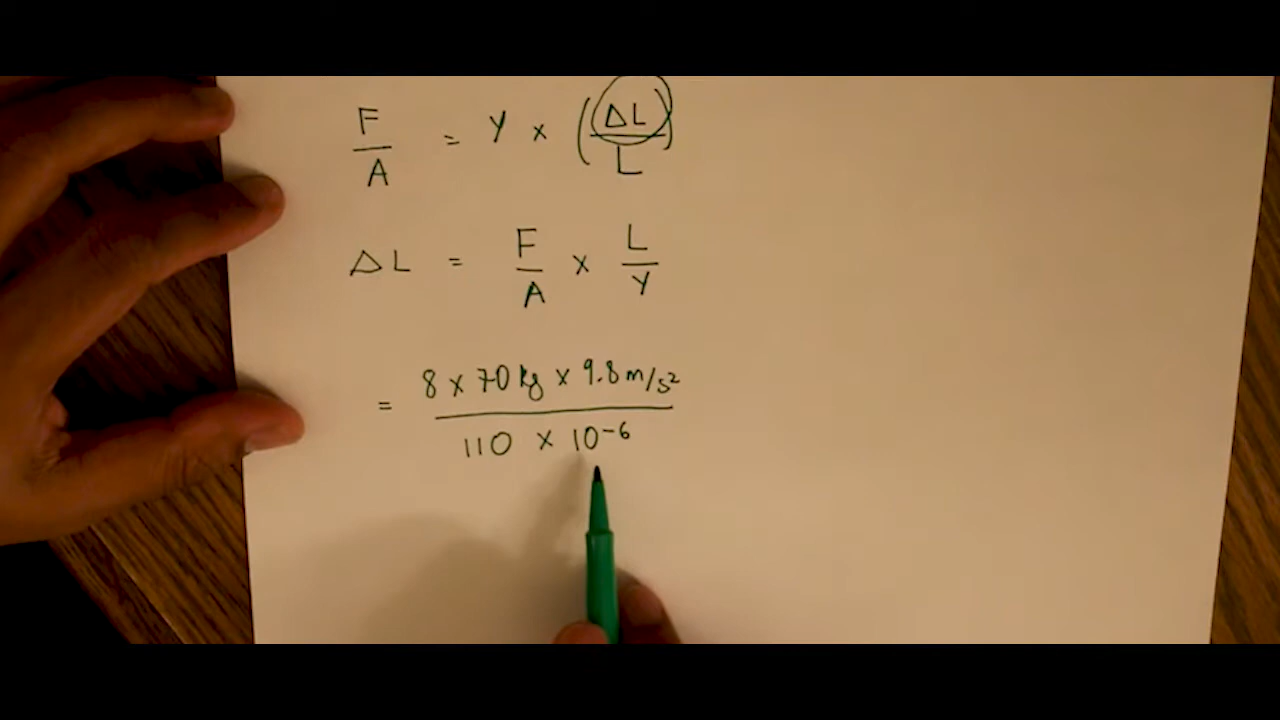 F/A = Y × (ΔL/L)
ΔL = F/A × L/Y
= 8 × 70 kg × 9.8 m/s² / 110 × 10⁻⁶